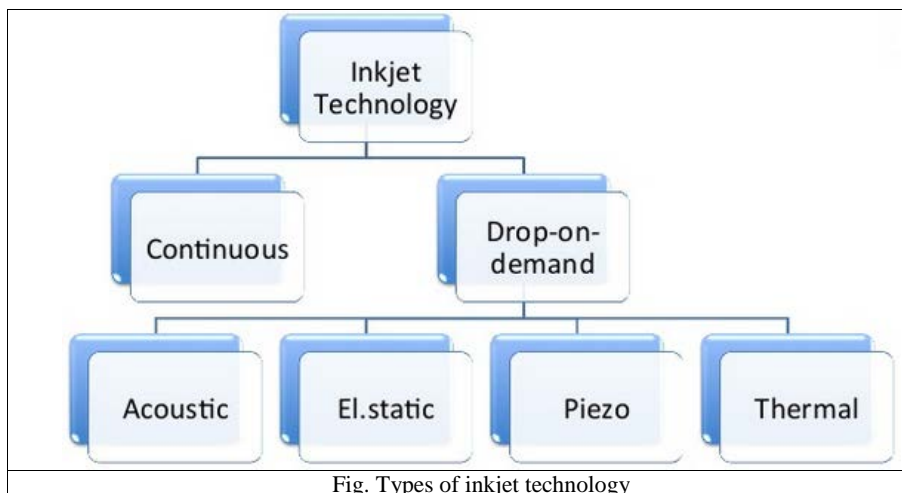 Inkjet
Technology
Continuous
Drop-on-
demand
Acoustic
El.static
Piezo
Thermal
Fig. Types of inkjet technology